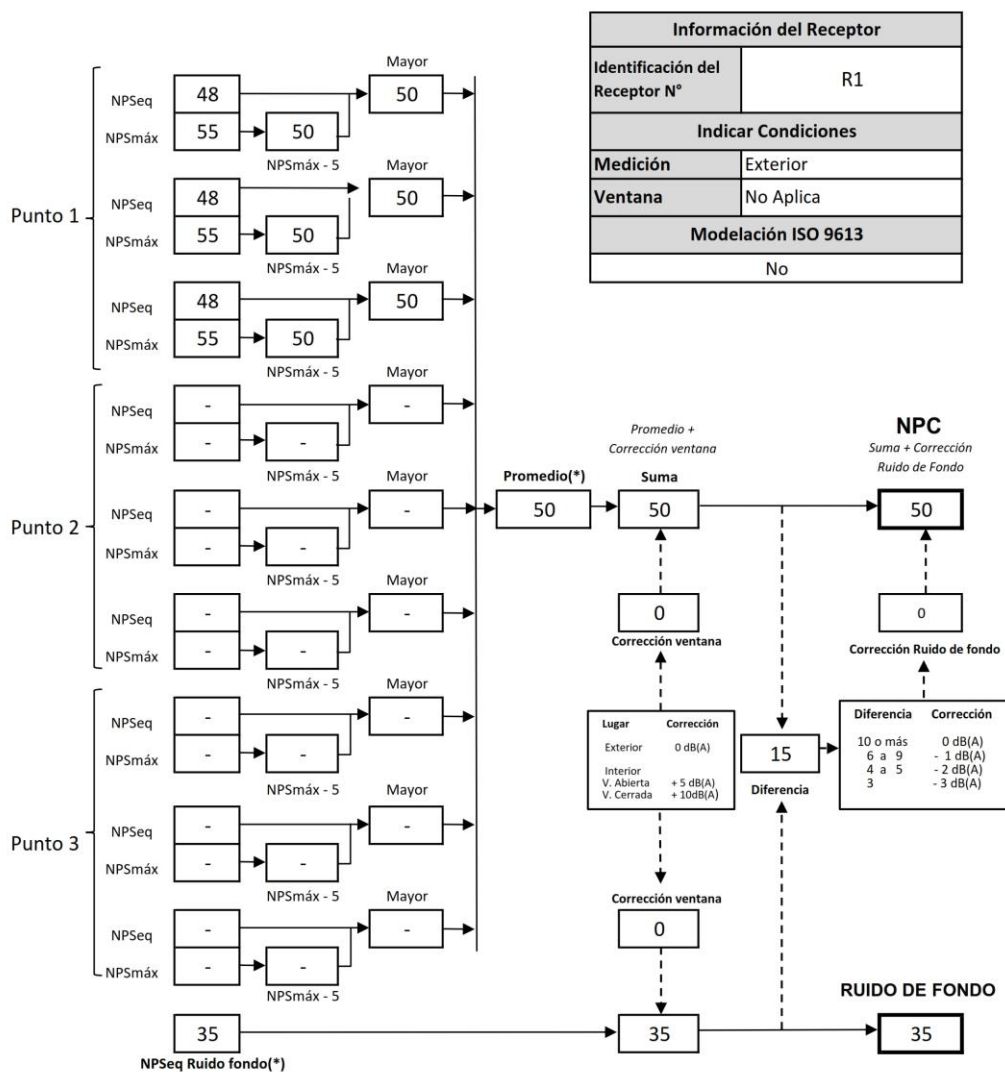 Información del Receptor
Identificación del Receptor N°
R1
Indicar Condiciones
Medición
Exterior
Ventana
No Aplica
Modelación ISO 9613
No
Punto 1
Mayor
NPSeq
48
50
NPSmáx
55
50
NPSmáx - 5
Mayor
NPSeq
48
50
NPSmáx
55
50
NPSmáx - 5
Mayor
NPSeq
48
50
NPSmáx
55
50
NPSmáx - 5
Punto 2
Mayor
NPSeq
-
-
NPSmáx
-
-
NPSmáx - 5
Mayor
NPSeq
-
-
NPSmáx
-
-
NPSmáx - 5
Mayor
NPSeq
-
-
NPSmáx
-
-
NPSmáx - 5
Punto 3
Mayor
NPSeq
-
-
NPSmáx
-
-
NPSmáx - 5
Mayor
NPSeq
-
-
NPSmáx
-
-
NPSmáx - 5
Mayor
NPSeq
-
-
NPSmáx
-
-
NPSmáx - 5
35
NPSeq Ruido fondo(*)
Promedio(*)
50
Promedio +
Corrección ventana
Suma
50
0
Corrección ventana
Lugar Corrección
Exterior 0 dB(A)
Interior
V. Abierta + 5 dB(A)
V. Cerrada + 10dB(A)
Corrección ventana
0
35
15
Diferencia
NPC
Suma + Corrección
Ruido de Fondo
50
0
Corrección Ruido de fondo
Diferencia Corrección
10 o más 0 dB(A)
6 a 9 - 1 dB(A)
4 a 5 - 2 dB(A)
3 - 3 dB(A)
RUIDO DE FONDO
35